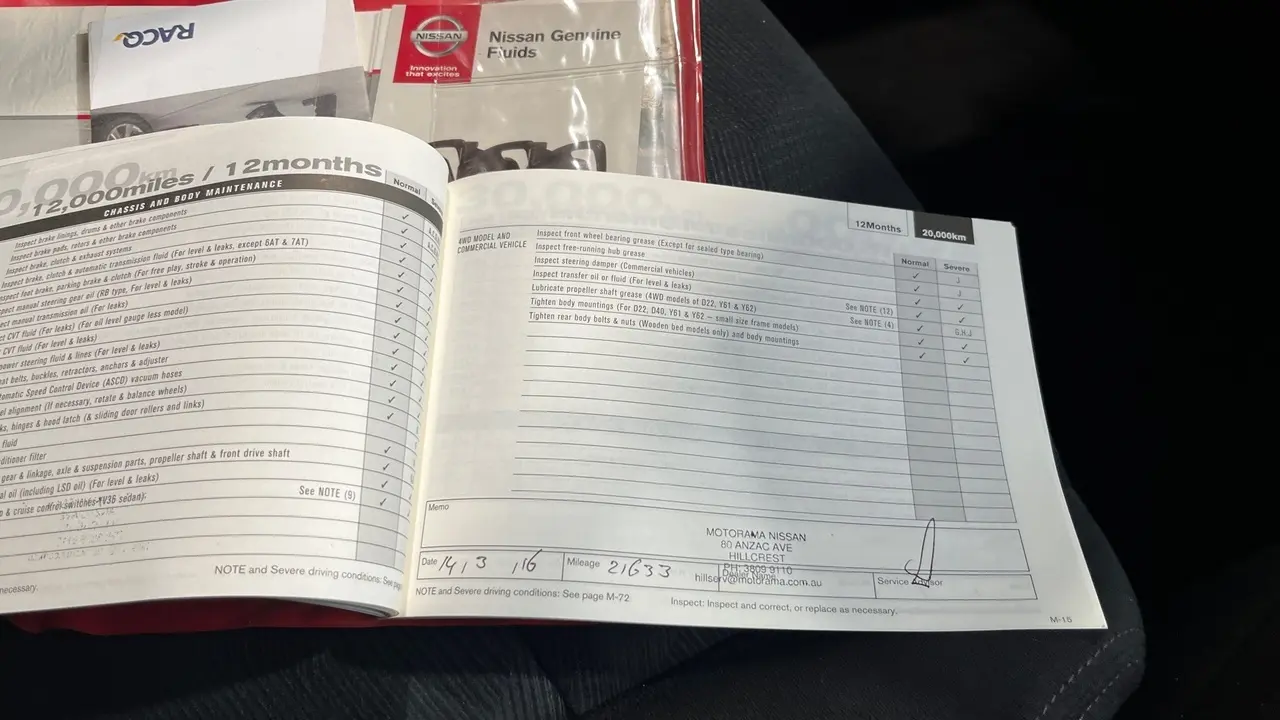 RACQ
NISSAN
Innovation
that excites
Nissan Genuine
Fluids
0,000km
12,000miles / 12months
CHASSIS AND BODY MAINTENANCE
Normal
Inspect brake linings, drums & other brake components
Inspect brake pads, rotors & other brake components
Inspect brake, clutch & exhaust systems
Inspect brake, clutch & automatic transmission fluid (For level & leaks, except 6AT & 7AT)
Inspect foot brake, parking brake & clutch (For free play, stroke & operation)
manual steering gear oil (RB type, For level & leaks)
manual transmission oil (For leaks)
CVT fluid (For leaks) (For oil level gauge less model)
CVT fluid (For level & leaks)
power steering fluid & lines (For level & leaks)
belts, buckles, retractors, anchors & adjuster
Automatic Speed Control Device (ASCD) vacuum hoses
alignment (If necessary, rotate & balance wheels)
hinges & hood latch (& sliding door rollers and links)
fluid
filter
gear & linkage, axle & suspension parts, propeller shaft & front drive shaft
oil (including LSD oil) (For level & leaks)
& cruise control switches (V36 sedan)
See NOTE (9)
NOTE and Severe driving conditions: See page
necessary.
12Months
20,000km
4WD MODEL AND
COMMERCIAL VEHICLE
Normal
Severe
Inspect front wheel bearing grease (Except for sealed type bearing)
✓ J
Inspect free-running hub grease
✓ J
Inspect steering damper (Commercial vehicles)
✓ ✓
Inspect transfer oil or fluid (For level & leaks)
See NOTE (12)
✓ G,H,J
Lubricate propeller shaft grease (4WD models of D22, Y61 & Y62)
See NOTE (4)
✓ ✓
Tighten body mountings (For D22, D40, Y61 & Y62 – small size frame models)
✓ ✓
Tighten rear body bolts & nuts (Wooden bed models only) and body mountings
Memo
MOTORAMA NISSAN
80 ANZAC AVE
HILLCREST
PH: 3809 9110
hillserv@motorama.com.au
Date 14, 3, 16
Mileage 21633
Service Advisor
NOTE and Severe driving conditions: See page M-72
Inspect: Inspect and correct, or replace as necessary.
M-15